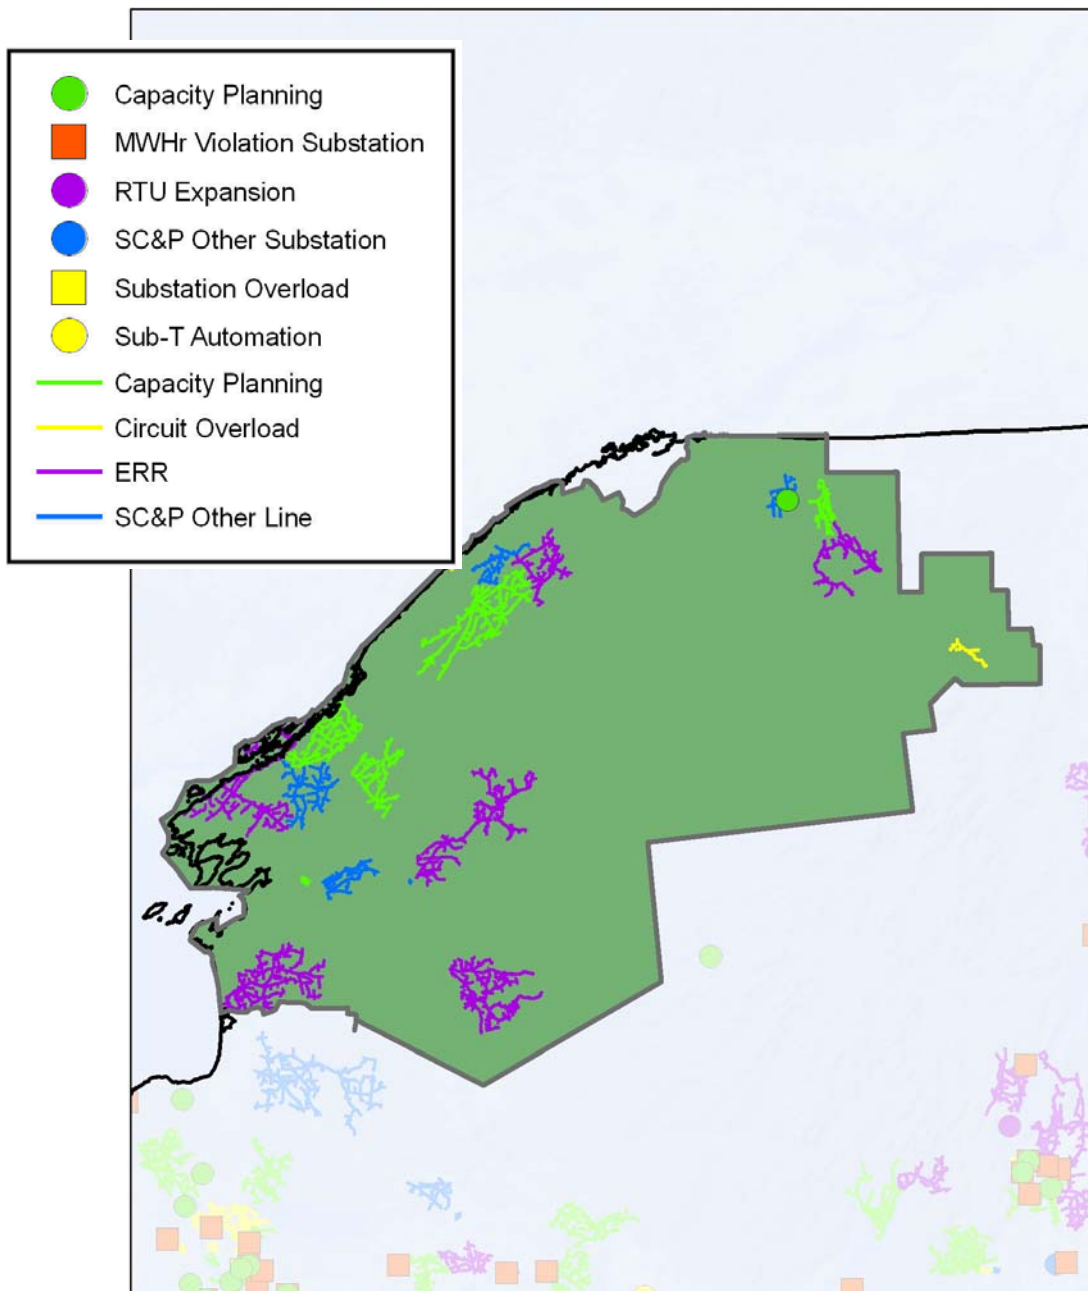 Capacity Planning
MWHr Violation Substation
RTU Expansion
SC&P Other Substation
Substation Overload
Sub-T Automation
Capacity Planning
Circuit Overload
ERR
SC&P Other Line